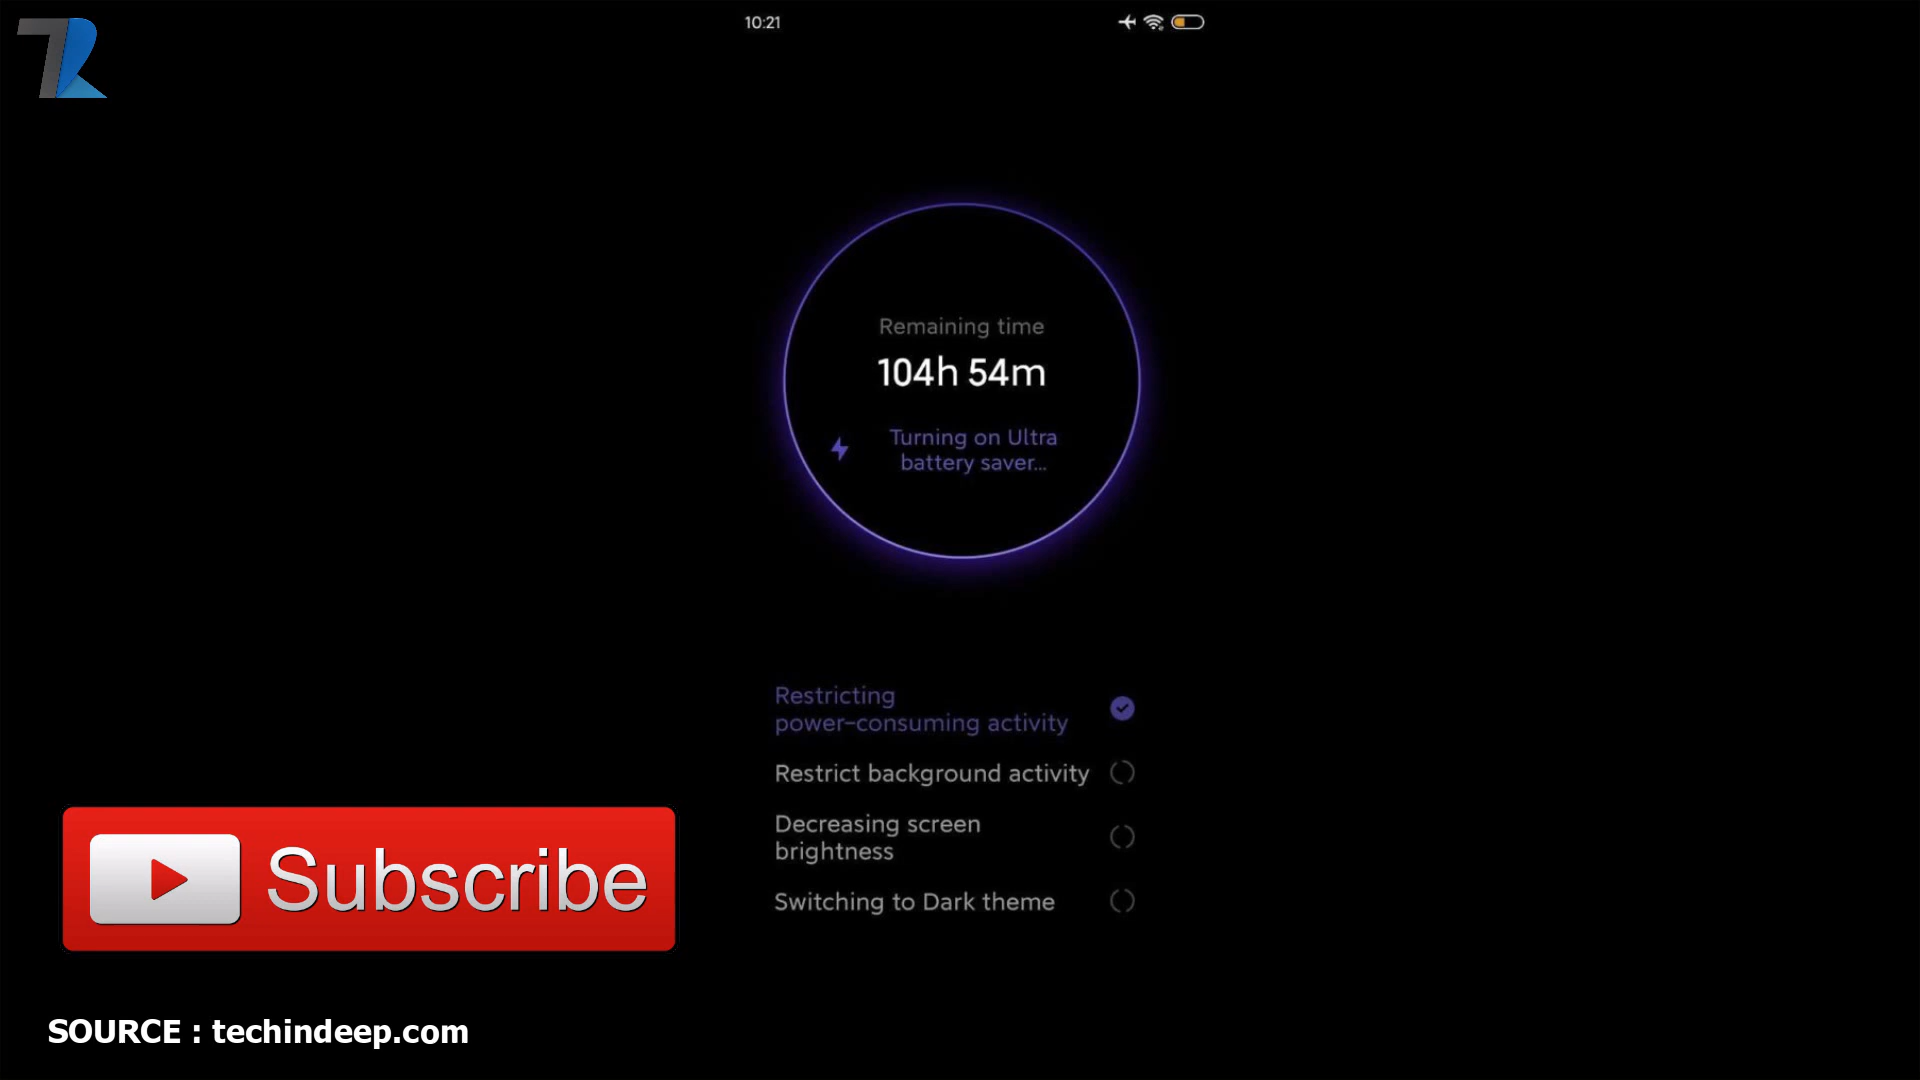 10:21
Remaining time
104h 54m
Turning on Ultra
battery saver...
Restricting
power-consuming activity
Restrict background activity
Decreasing screen
brightness
Switching to Dark theme
Subscribe
SOURCE : techindeep.com